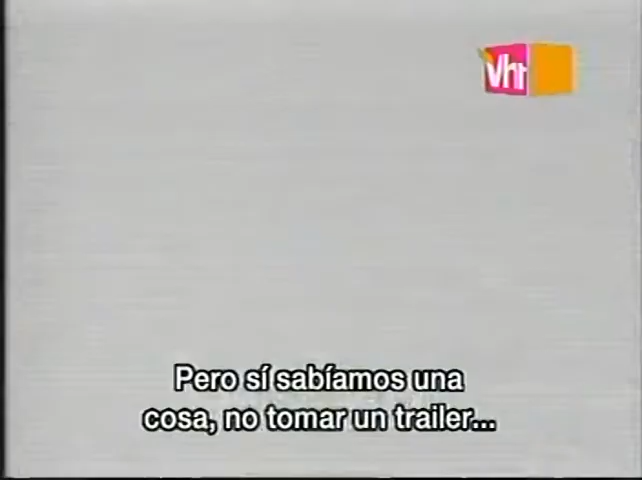 vh1
Pero sí sabíamos una
cosa, no tomar un trailer...